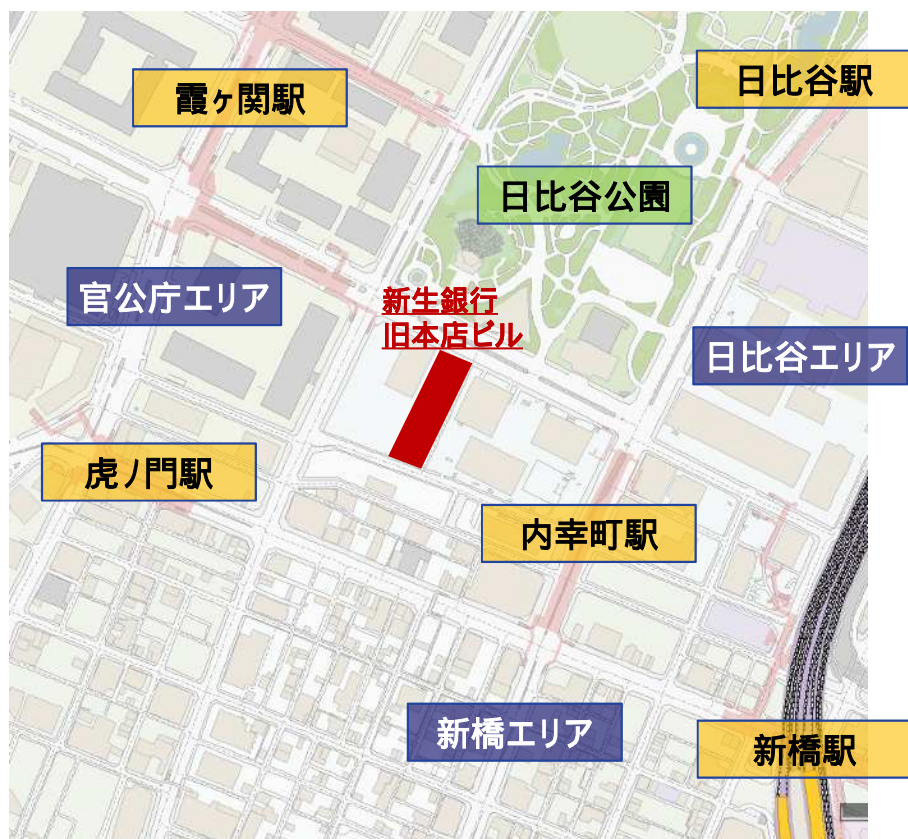 日比谷駅
霞ヶ関駅
日比谷公園
官公庁エリア
新生銀行
旧本店ビル
日比谷エリア
虎ノ門駅
内幸町駅
新橋エリア
新橋駅